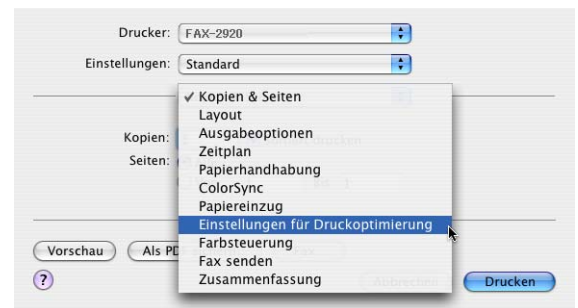 Drucker: FAX-2920
Einstellungen: Standard
✓ Kopien & Seiten
Layout
Ausgabeoptionen
Zeitplan
Papierhandhabung
ColorSync
Papiereinzug
Einstellungen für Druckoptimierung
Farbsteuerung
Fax senden
Zusammenfassung
Kopien:
Seiten:
Vorschau Als PD
? Abbrechen Drucken